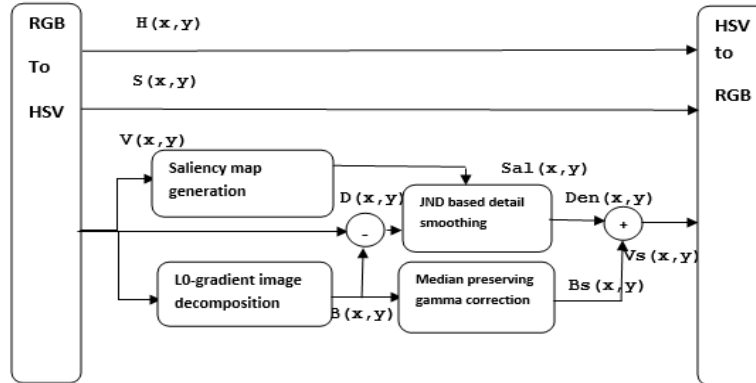 RGB
To
HSV
H(x,y)
S(x,y)
V(x,y)
Saliency map
generation
Sal(x,y)
D(x,y)
JND based detail
smoothing
Den(x,y)
-
+
Vs(x,y)
L0-gradient image
decomposition
B(x,y)
Median preserving
gamma correction
Bs(x,y)
HSV
to
RGB